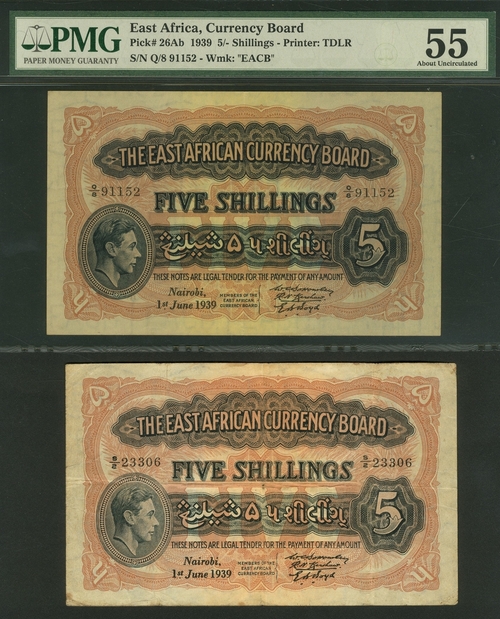 PMG
PAPER MONEY GUARANTY
East Africa, Currency Board
Pick# 26Ab 1939 5/- Shillings - Printer: TDLR
S/N Q/8 91152 - Wmk: "EACB"
55
About Uncirculated
THE EAST AFRICAN CURRENCY BOARD
Q/8 91152
Q/8 91152
FIVE SHILLINGS
شيلنج ۵ પ શીલીંગ
5
THESE NOTES ARE LEGAL TENDER FOR THE PAYMENT OF ANY AMOUNT
Nairobi,
1st June 1939
MEMBERS OF THE
EAST AFRICAN
CURRENCY BOARD
THE EAST AFRICAN CURRENCY BOARD
23306
23306
FIVE SHILLINGS
شيلنج ۵ પ શીલીંગ
5
THESE NOTES ARE LEGAL TENDER FOR THE PAYMENT OF ANY AMOUNT
Nairobi,
1st June 1939
MEMBERS OF THE
EAST AFRICAN
CURRENCY BOARD